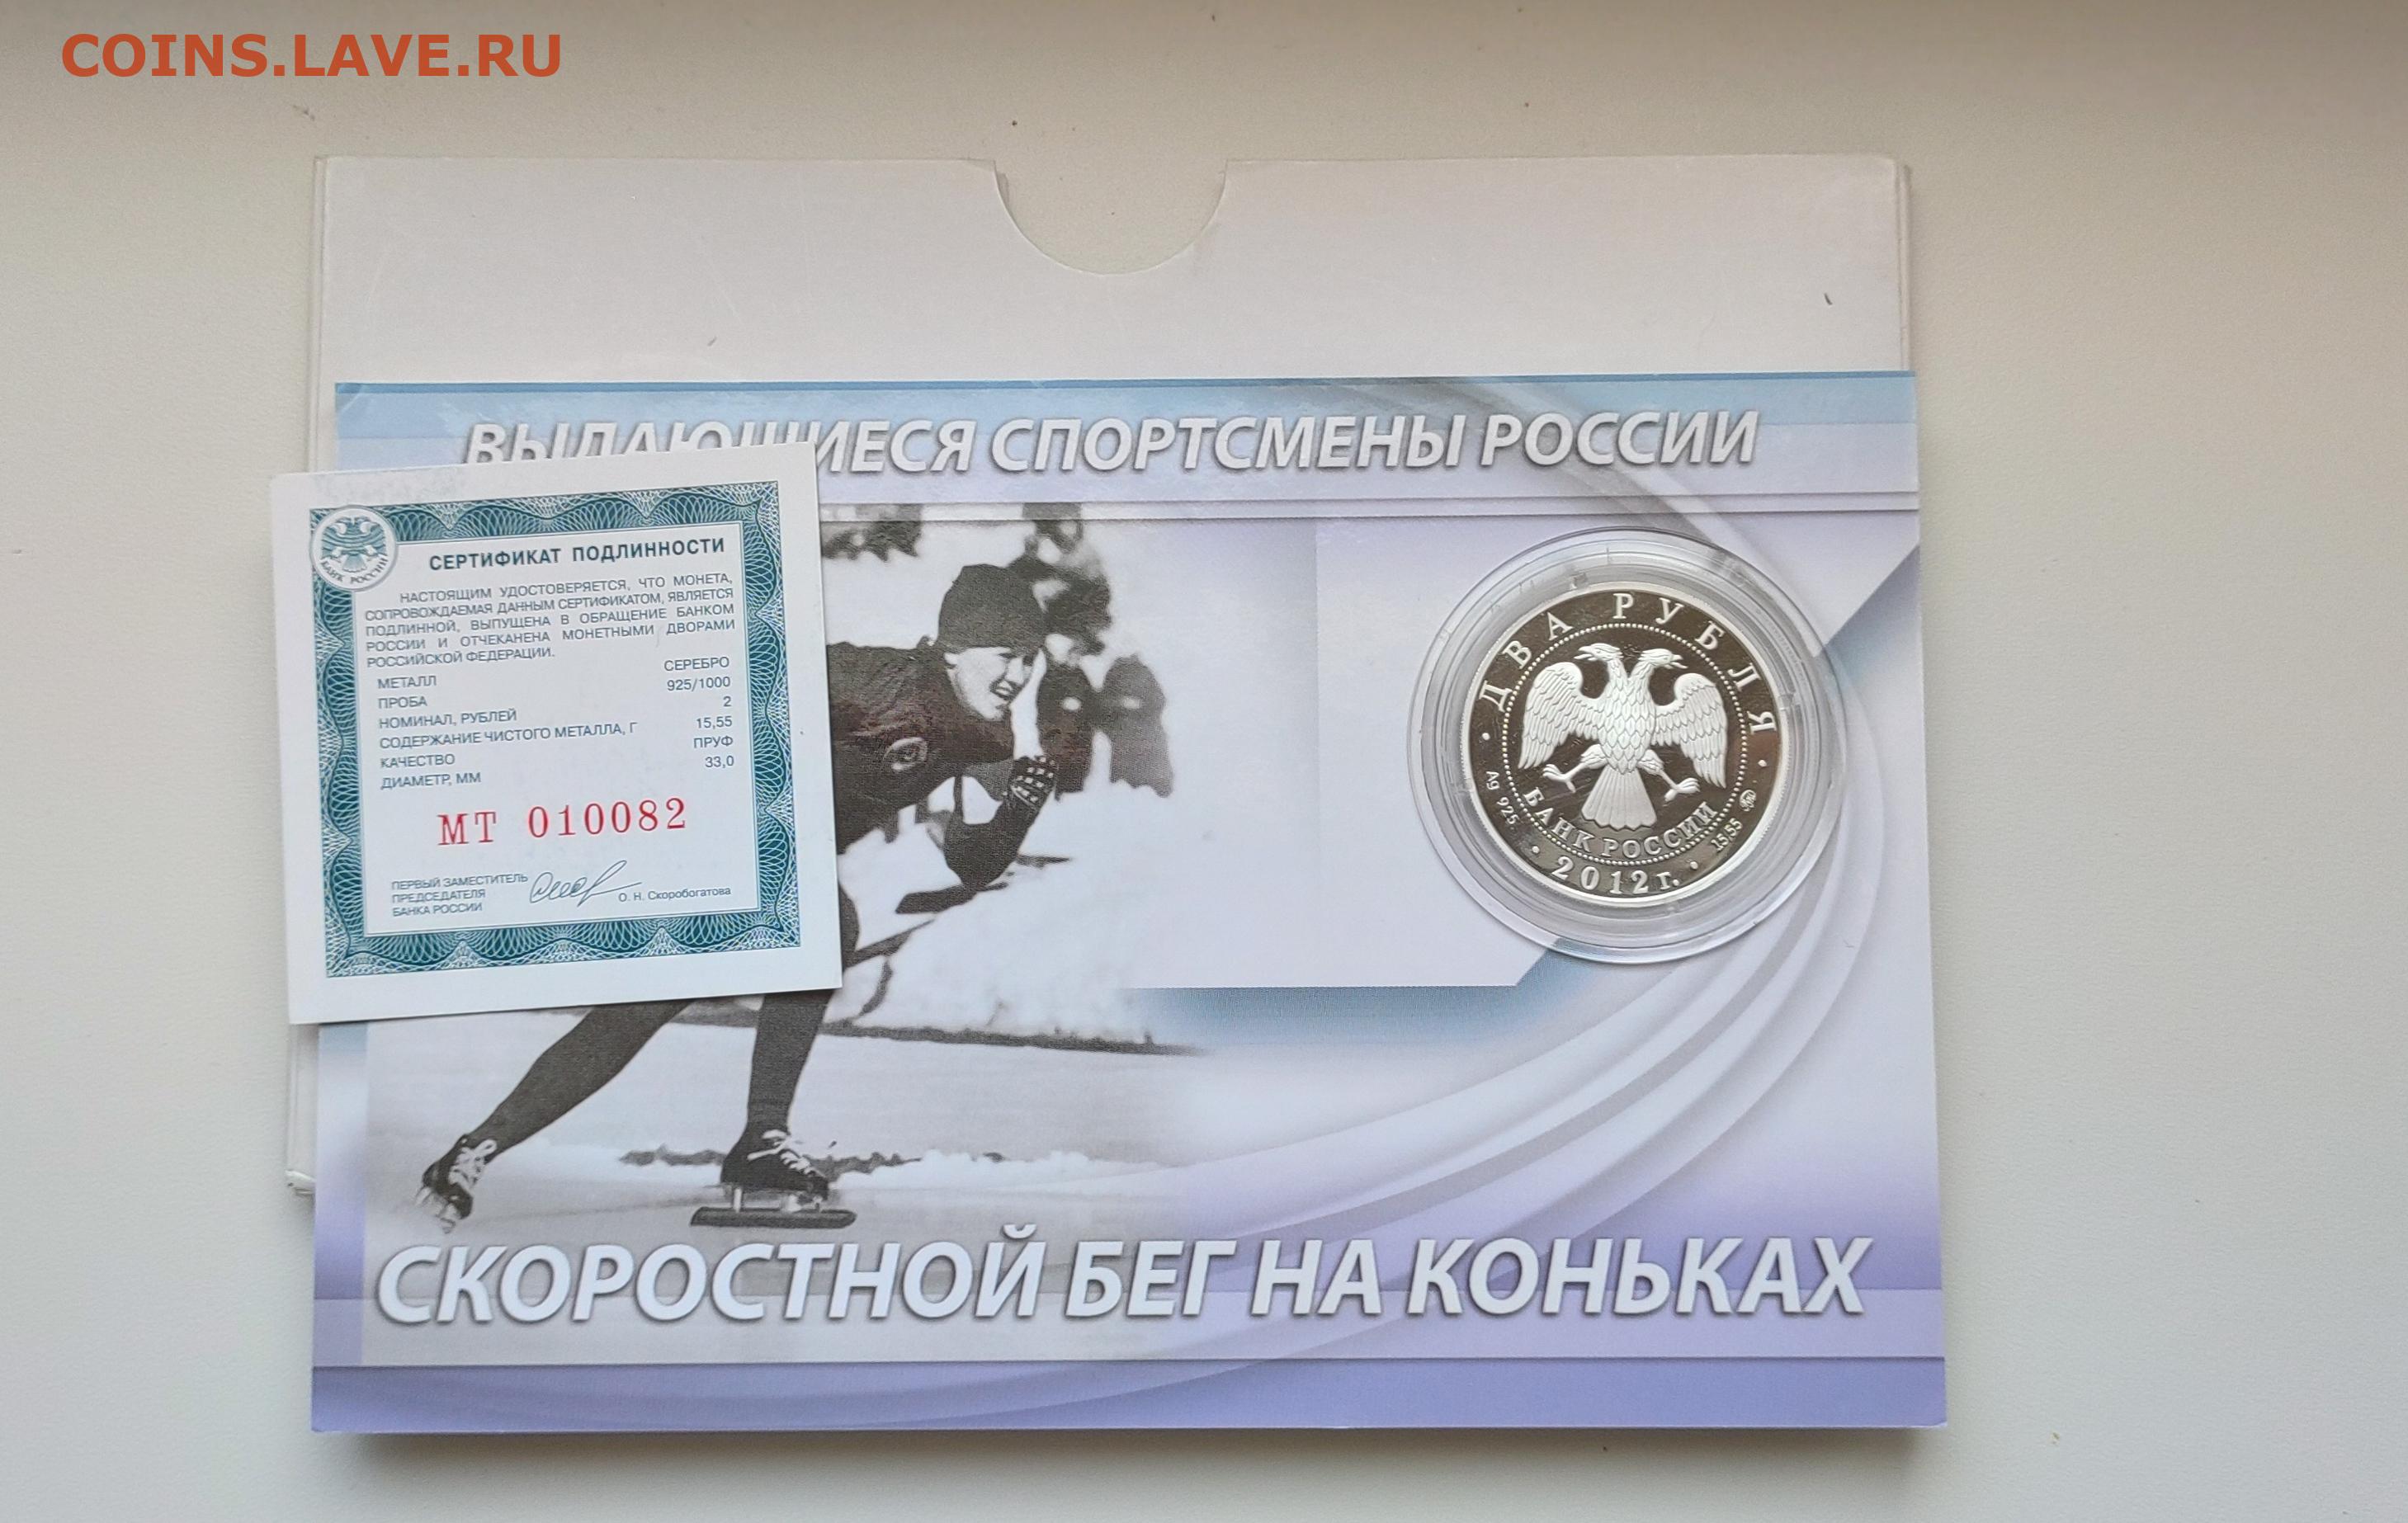 COINS.LAVE.RU
ВЫДАЮЩИЕСЯ СПОРТСМЕНЫ РОССИИ
БАНК РОССИИ
СЕРТИФИКАТ ПОДЛИННОСТИ
НАСТОЯЩИМ УДОСТОВЕРЯЕТСЯ, ЧТО МОНЕТА,
СОПРОВОЖДАЕМАЯ ДАННЫМ СЕРТИФИКАТОМ, ЯВЛЯЕТСЯ
ПОДЛИННОЙ, ВЫПУЩЕНА В ОБРАЩЕНИЕ БАНКОМ
РОССИИ И ОТЧЕКАНЕНА МОНЕТНЫМИ ДВОРАМИ
РОССИЙСКОЙ ФЕДЕРАЦИИ.
МЕТАЛЛ СЕРЕБРО
ПРОБА 925/1000
НОМИНАЛ, РУБЛЕЙ 2
СОДЕРЖАНИЕ ЧИСТОГО МЕТАЛЛА, Г 15,55
КАЧЕСТВО ПРУФ
ДИАМЕТР, ММ 33,0
МТ 010082
ПЕРВЫЙ ЗАМЕСТИТЕЛЬ
ПРЕДСЕДАТЕЛЯ
БАНКА РОССИИ
О. Н. Скоробогатова
ДВА РУБЛЯ
Ag 925
БАНК РОССИИ
15,55
• 2012 г. •
СКОРОСТНОЙ БЕГ НА КОНЬКАХ